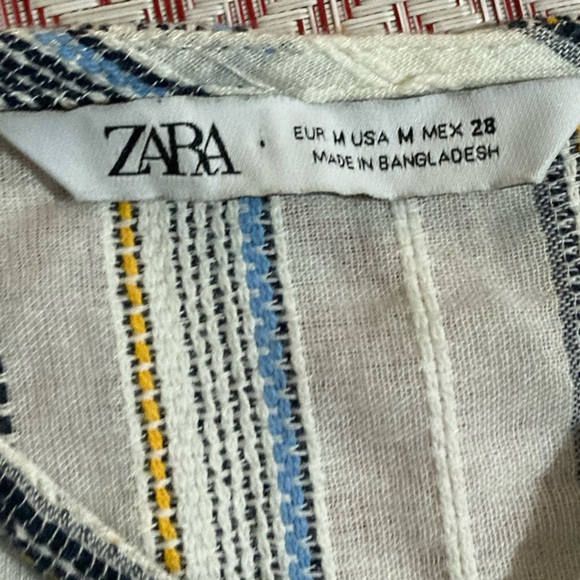 ZARA
EUR M USA M MEX 28
MADE IN BANGLADESH